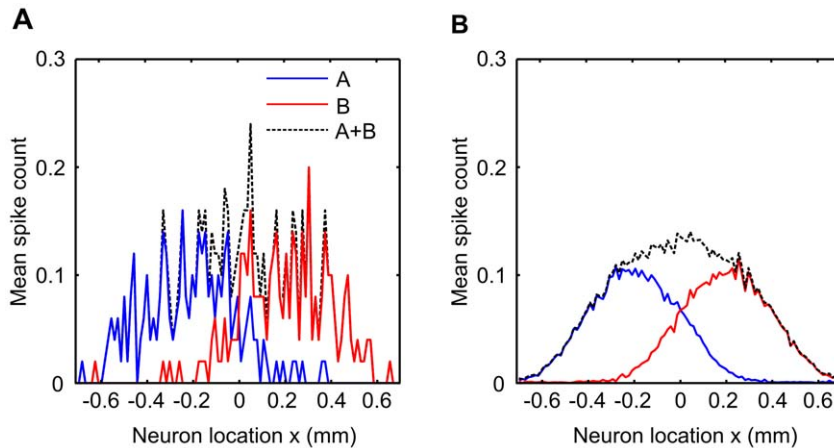 A
B
0.3
0.2
0.1
0
Mean spike count
A
B
A+B
-0.6 -0.4 -0.2 0 0.2 0.4 0.6
Neuron location x (mm)
0.3
0.2
0.1
0
Mean spike count
-0.6 -0.4 -0.2 0 0.2 0.4 0.6
Neuron location x (mm)